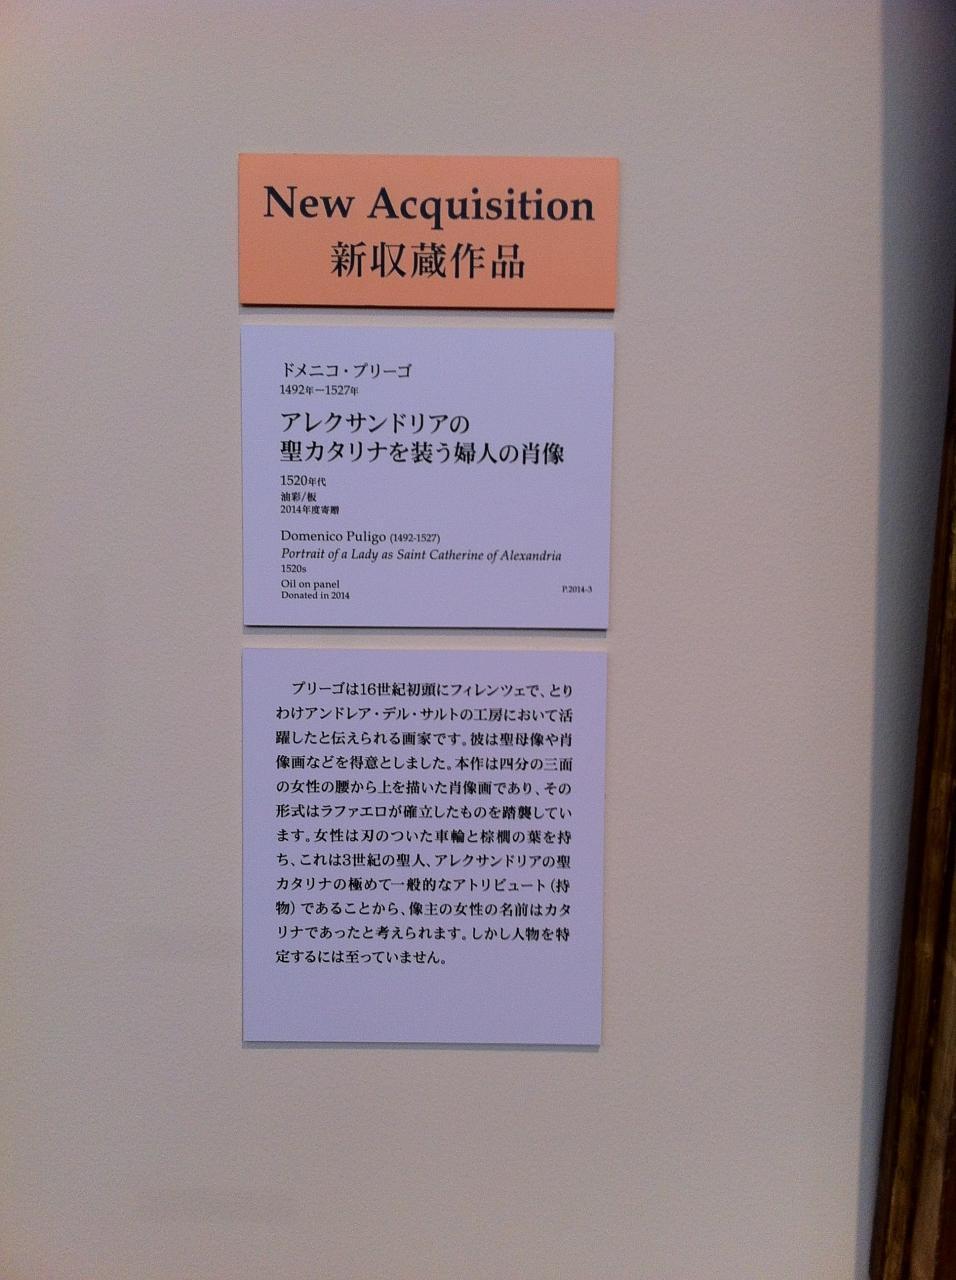 New Acquisition
新収蔵作品
ドメニコ・プリーゴ
1492年－1527年
アレクサンドリアの
聖カタリナを装う婦人の肖像
1520年代
油彩/板
2014年度寄贈
Domenico Puligo (1492-1527)
Portrait of a Lady as Saint Catherine of Alexandria
1520s
Oil on panel
Donated in 2014
P.2014-3
プリーゴは16世紀初頭にフィレンツェで、とり
わけアンドレア・デル・サルトの工房において活
躍したと伝えられる画家です。彼は聖母像や肖
像画などを得意としました。本作は四分の三面
の女性の腰から上を描いた肖像画であり、その
形式はラファエロが確立したものを踏襲してい
ます。女性は刃のついた車輪と棕櫚の葉を持
ち、これは3世紀の聖人、アレクサンドリアの聖
カタリナの極めて一般的なアトリビュート（持
物）であることから、像主の女性の名前はカタ
リナであったと考えられます。しかし人物を特
定するには至っていません。